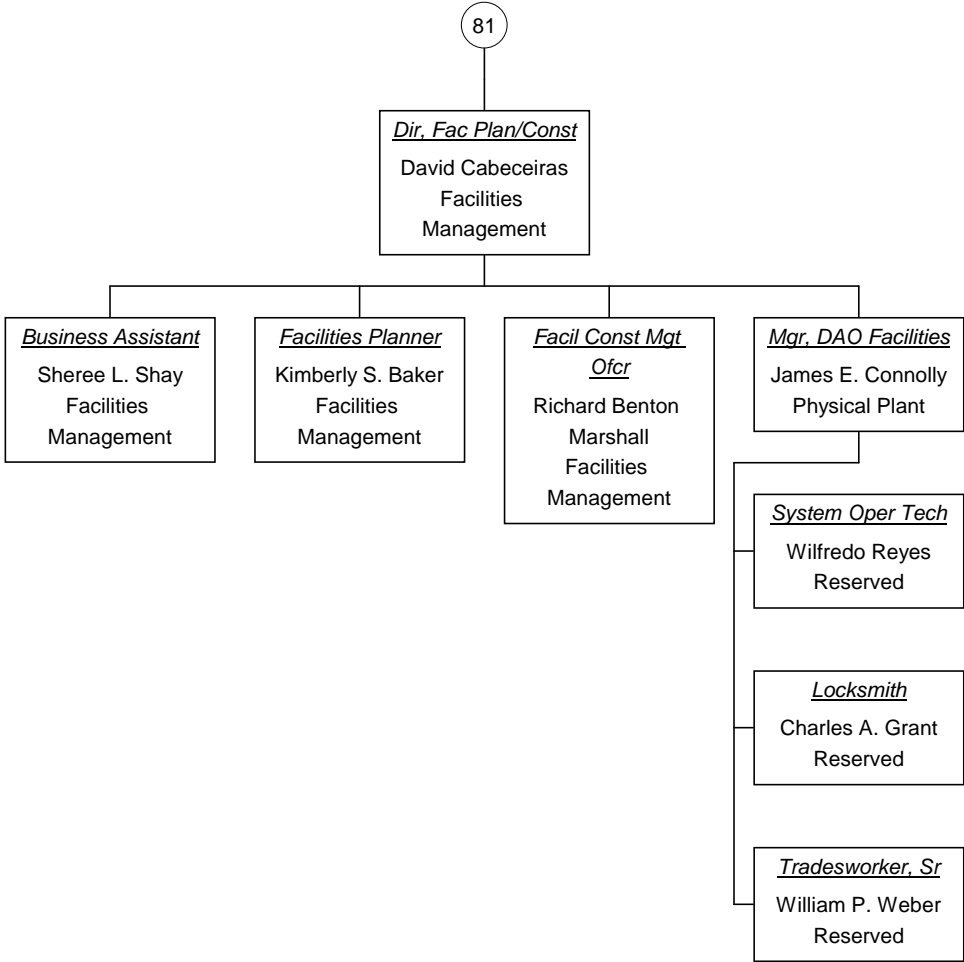 81
Dir, Fac Plan/Const
David Cabeceiras
Facilities
Management
Business Assistant
Sheree L. Shay
Facilities
Management
Facilities Planner
Kimberly S. Baker
Facilities
Management
Facil Const Mgt
Ofcr
Richard Benton
Marshall
Facilities
Management
Mgr, DAO Facilities
James E. Connolly
Physical Plant
System Oper Tech
Wilfredo Reyes
Reserved
Locksmith
Charles A. Grant
Reserved
Tradesworker, Sr
William P. Weber
Reserved